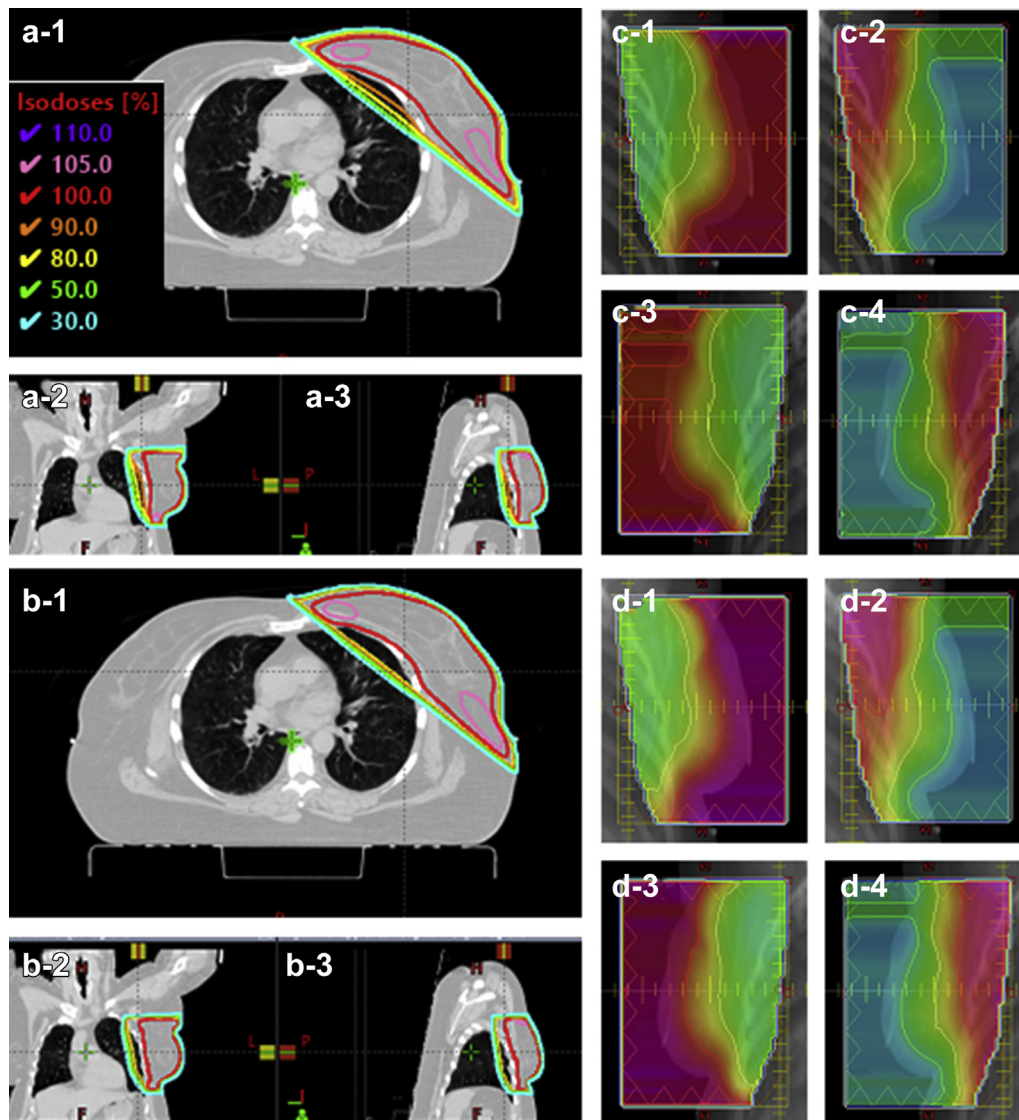 a-1
Isodoses [%]
✔ 110.0
✔ 105.0
✔ 100.0
✔ 90.0
✔ 80.0
✔ 50.0
✔ 30.0
a-2
a-3
H
H
L
P
F
F
b-1
b-2
b-3
H
H
L
P
F
F
c-1
c-2
c-3
c-4
d-1
d-2
d-3
d-4